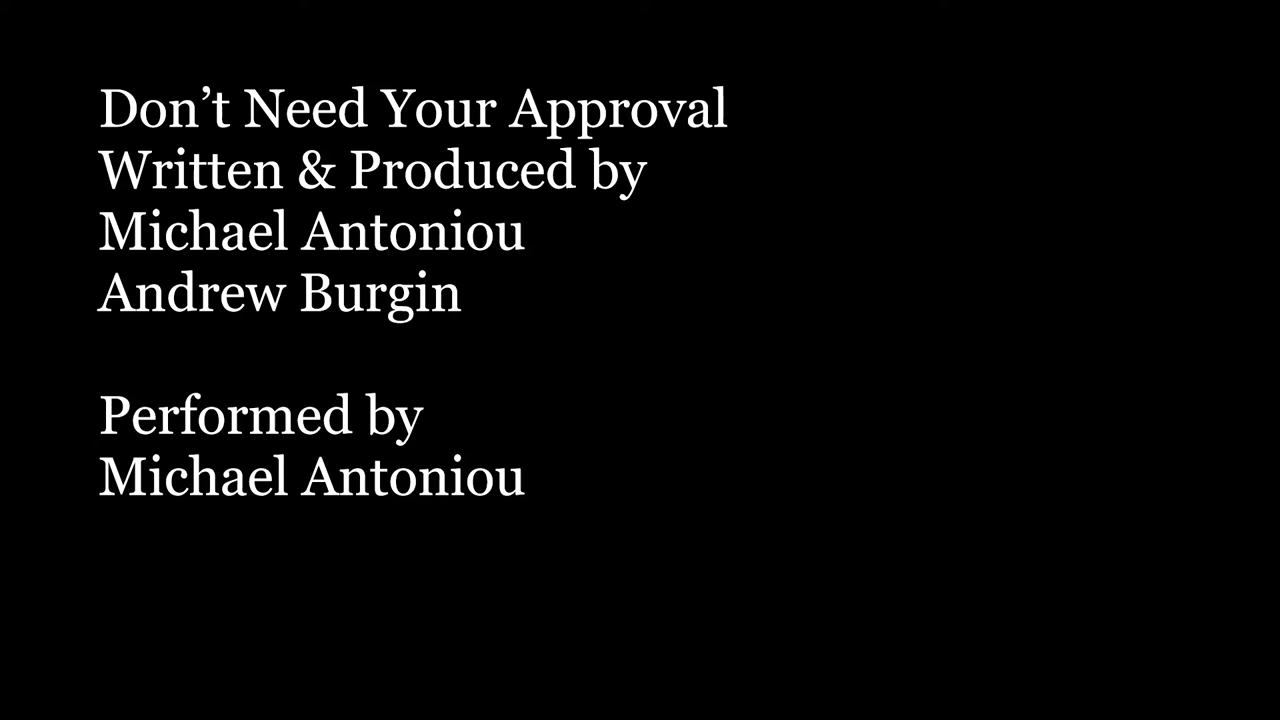 Don’t Need Your Approval
Written & Produced by
Michael Antoniou
Andrew Burgin
Performed by
Michael Antoniou